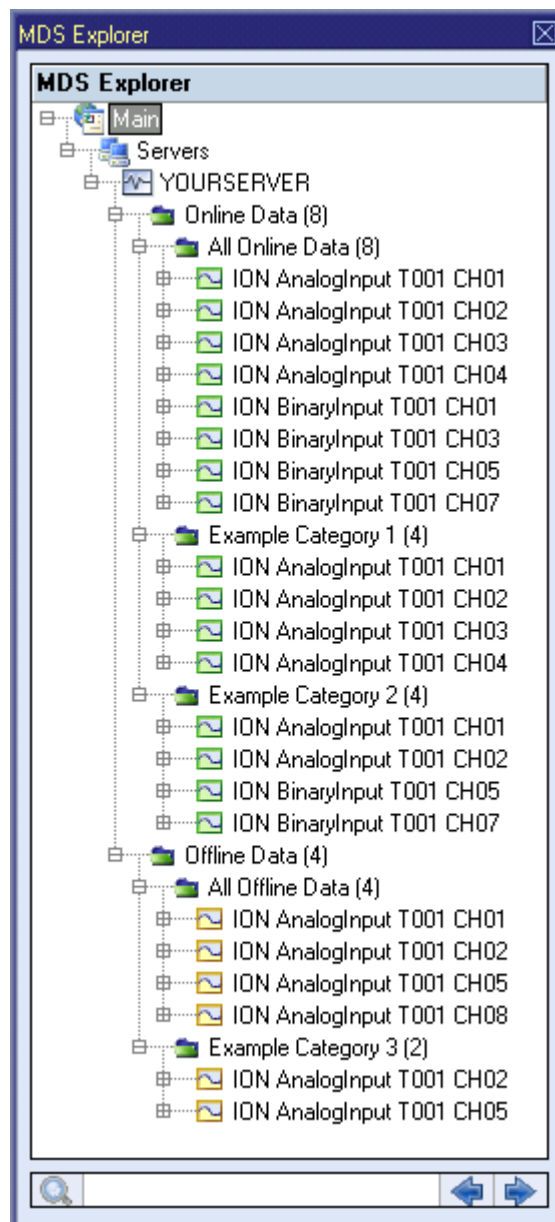 MDS Explorer
MDS Explorer
Main
Servers
YOURSERVER
Online Data (8)
All Online Data (8)
ION AnalogInput T001 CH01
ION AnalogInput T001 CH02
ION AnalogInput T001 CH03
ION AnalogInput T001 CH04
ION BinaryInput T001 CH01
ION BinaryInput T001 CH03
ION BinaryInput T001 CH05
ION BinaryInput T001 CH07
Example Category 1 (4)
ION AnalogInput T001 CH01
ION AnalogInput T001 CH02
ION AnalogInput T001 CH03
ION AnalogInput T001 CH04
Example Category 2 (4)
ION AnalogInput T001 CH01
ION AnalogInput T001 CH02
ION BinaryInput T001 CH05
ION BinaryInput T001 CH07
Offline Data (4)
All Offline Data (4)
ION AnalogInput T001 CH01
ION AnalogInput T001 CH02
ION AnalogInput T001 CH05
ION AnalogInput T001 CH08
Example Category 3 (2)
ION AnalogInput T001 CH02
ION AnalogInput T001 CH05